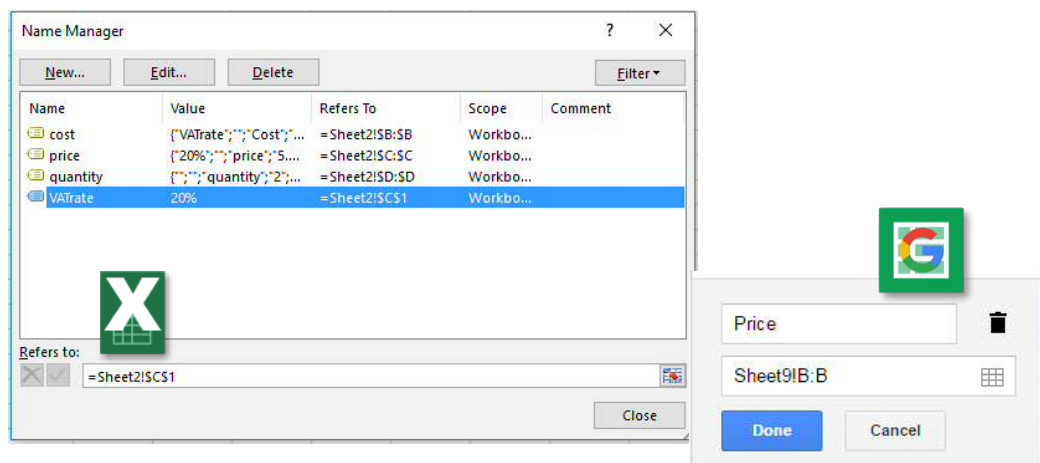 Name Manager ? ×
New... Edit... Delete Filter
Name Value Refers To Scope Comment
cost {"VATrate";"";"Cost";"... =Sheet2!$B:$B Workbo...
price {"20%";"";"price";"5.... =Sheet2!$C:$C Workbo...
quantity {"";"";"quantity";"2";... =Sheet2!$D:$D Workbo...
VATrate 20% =Sheet2!$C$1 Workbo...
X
Refers to:
=Sheet2!$C$1
Close
G
Price
Sheet9!B:B
Done Cancel